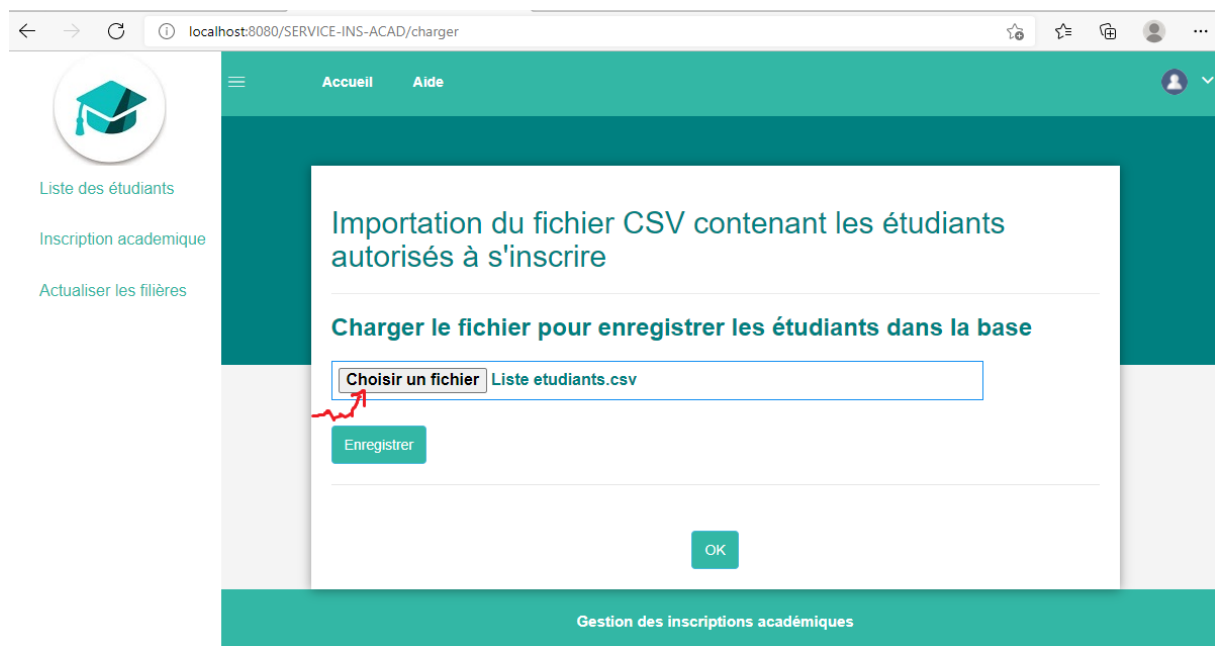 localhost:8080/SERVICE-INS-ACAD/charger
Accueil Aide
Liste des étudiants
Inscription academique
Actualiser les filières
Importation du fichier CSV contenant les étudiants
autorisés à s'inscrire
Charger le fichier pour enregistrer les étudiants dans la base
Choisir un fichier Liste etudiants.csv
Enregistrer
OK
Gestion des inscriptions académiques